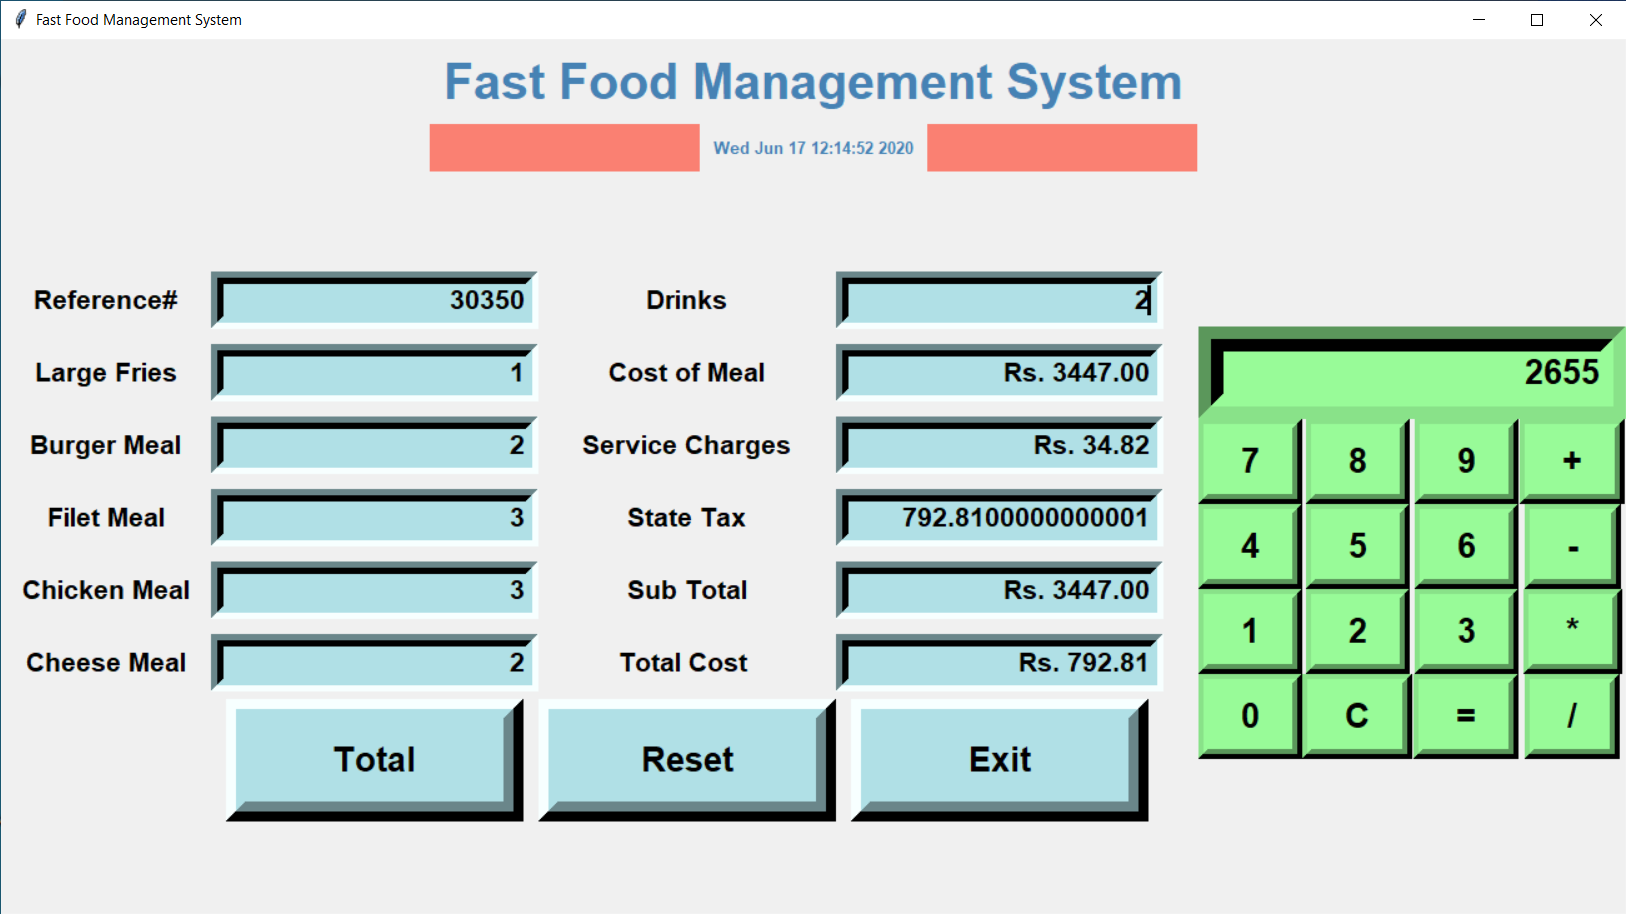 Fast Food Management System
Fast Food Management System
Wed Jun 17 12:14:52 2020
Reference# 30350 Drinks 2
Large Fries 1 Cost of Meal Rs. 3447.00
Burger Meal 2 Service Charges Rs. 34.82
Filet Meal 3 State Tax 792.8100000000001
Chicken Meal 3 Sub Total Rs. 3447.00
Cheese Meal 2 Total Cost Rs. 792.81
Total Reset Exit
2655
7 8 9 +
4 5 6 -
1 2 3 *
0 C = /